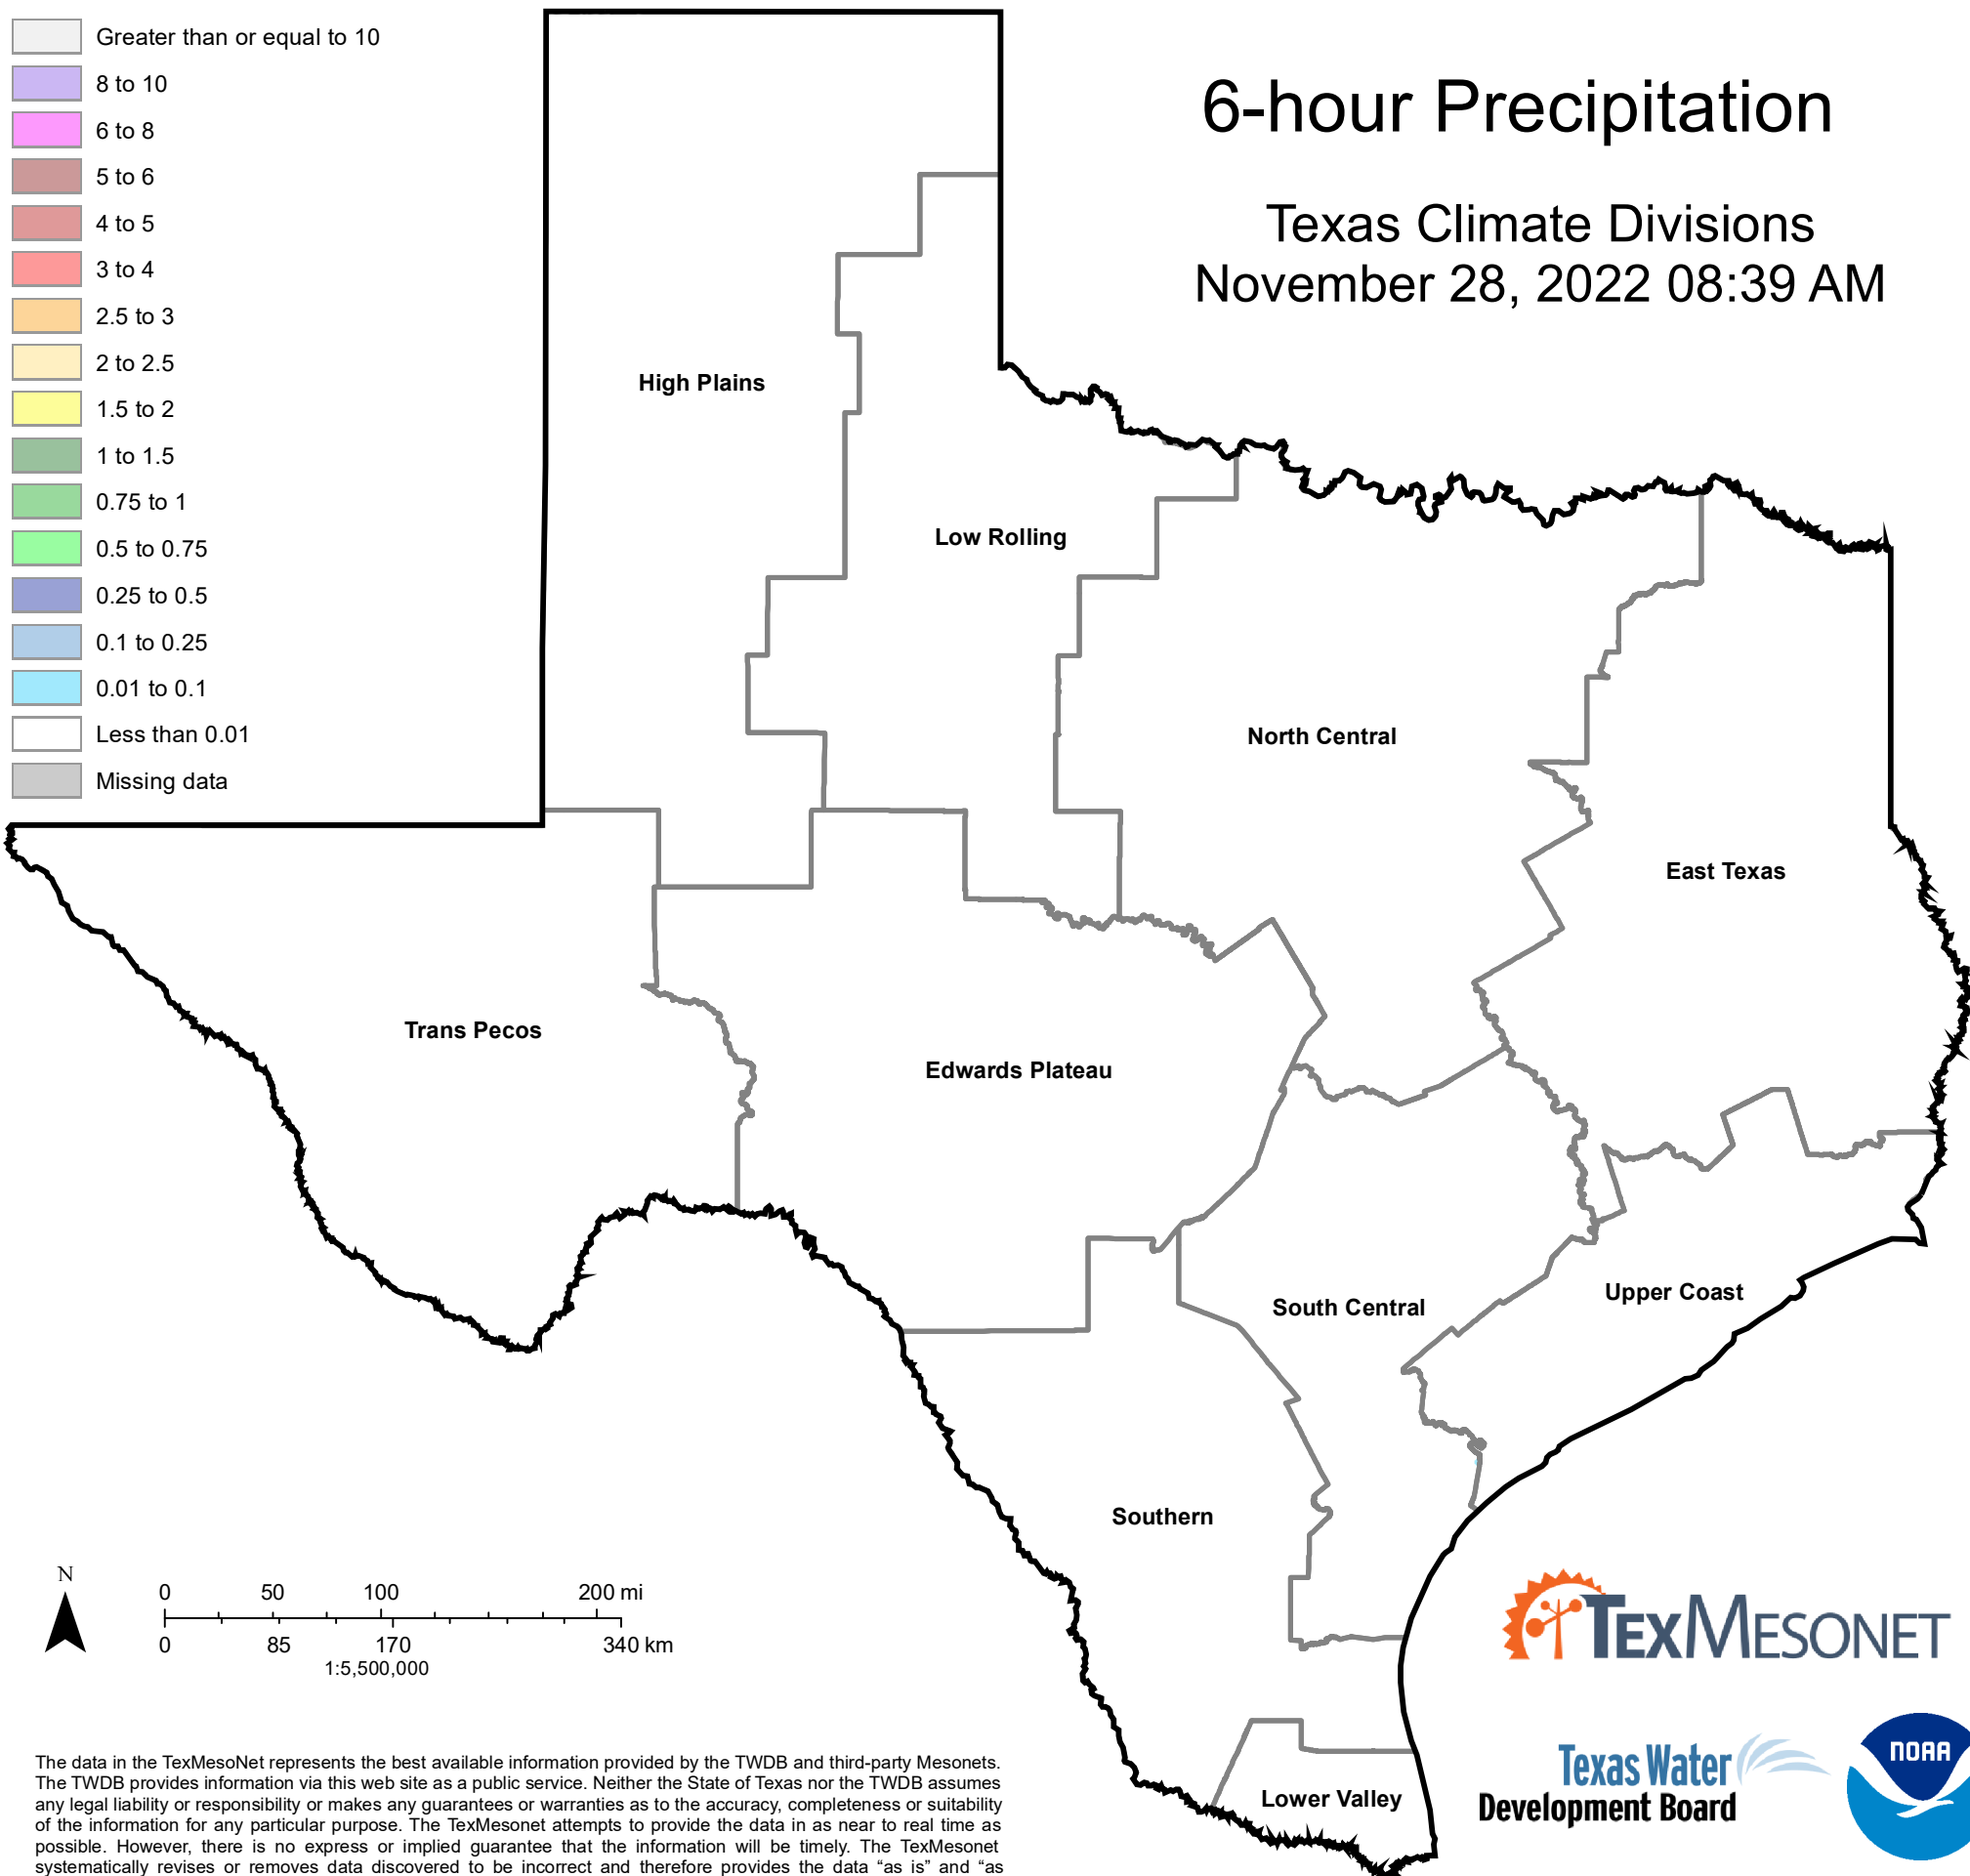 Greater than or equal to 10
8 to 10
6 to 8
5 to 6
4 to 5
3 to 4
2.5 to 3
2 to 2.5
1.5 to 2
1 to 1.5
0.75 to 1
0.5 to 0.75
0.25 to 0.5
0.1 to 0.25
0.01 to 0.1
Less than 0.01
Missing data
6-hour Precipitation
Texas Climate Divisions
November 28, 2022 08:39 AM
High Plains
Low Rolling
North Central
East Texas
Trans Pecos
Edwards Plateau
South Central
Upper Coast
Southern
Lower Valley
N
0 50 100 200 mi
0 85 170 340 km
1:5,500,000
TEXMESONET
Texas Water
Development Board
NOAA
The data in the TexMesoNet represents the best available information provided by the TWDB and third-party Mesonets.
The TWDB provides information via this web site as a public service. Neither the State of Texas nor the TWDB assumes
any legal liability or responsibility or makes any guarantees or warranties as to the accuracy, completeness or suitability
of the information for any particular purpose. The TexMesonet attempts to provide the data in as near to real time as
possible. However, there is no express or implied guarantee that the information will be timely. The TexMesonet
systematically revises or removes data discovered to be incorrect and therefore provides the data “as is” and “as